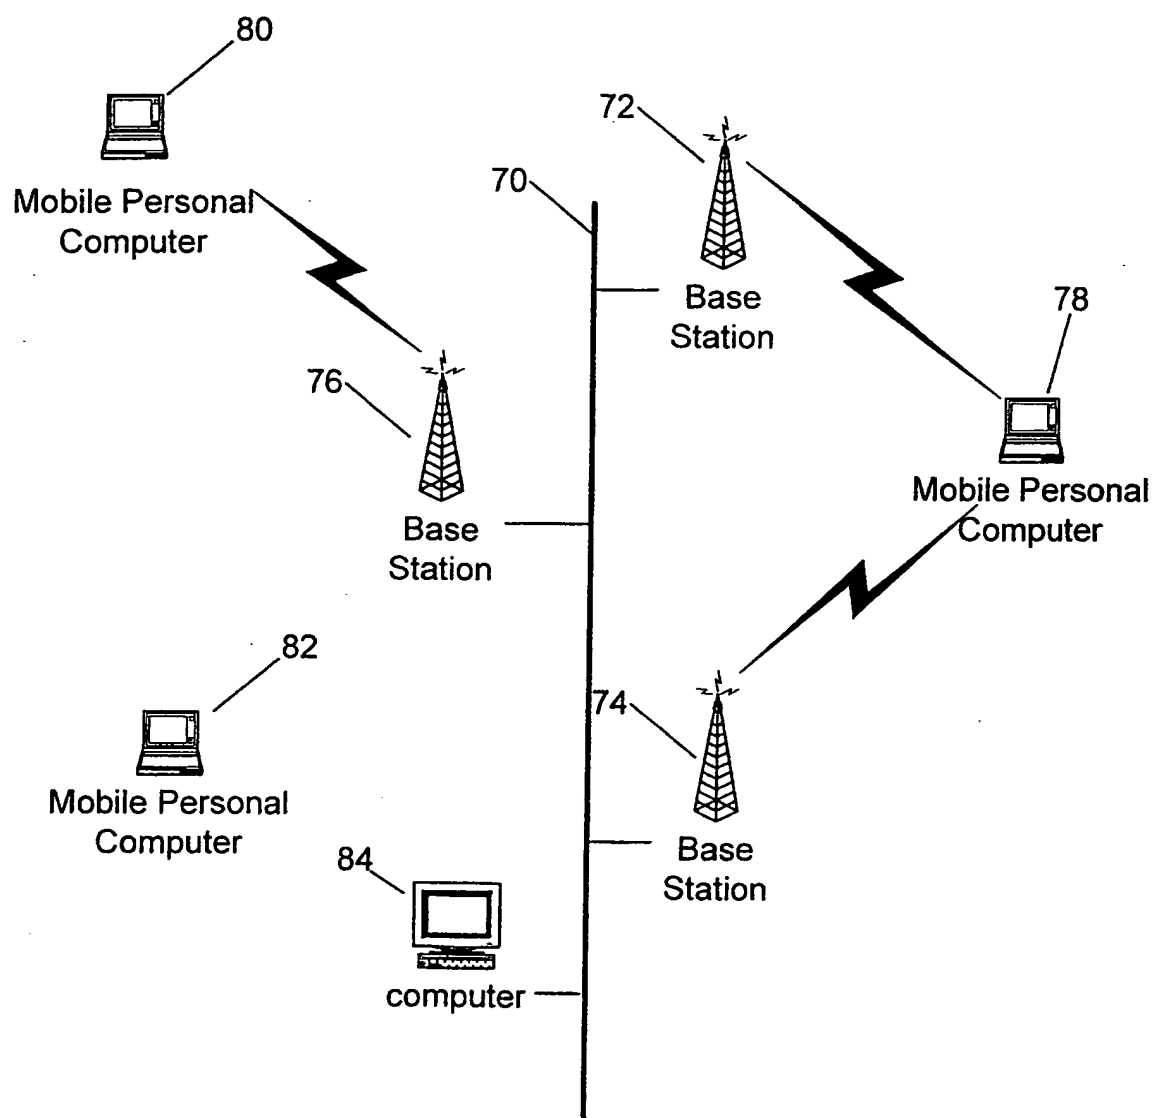 80
Mobile Personal
Computer
72
70
Base
Station
78
Mobile Personal
Computer
76
Base
Station
82
Mobile Personal
Computer
74
Base
Station
84
computer